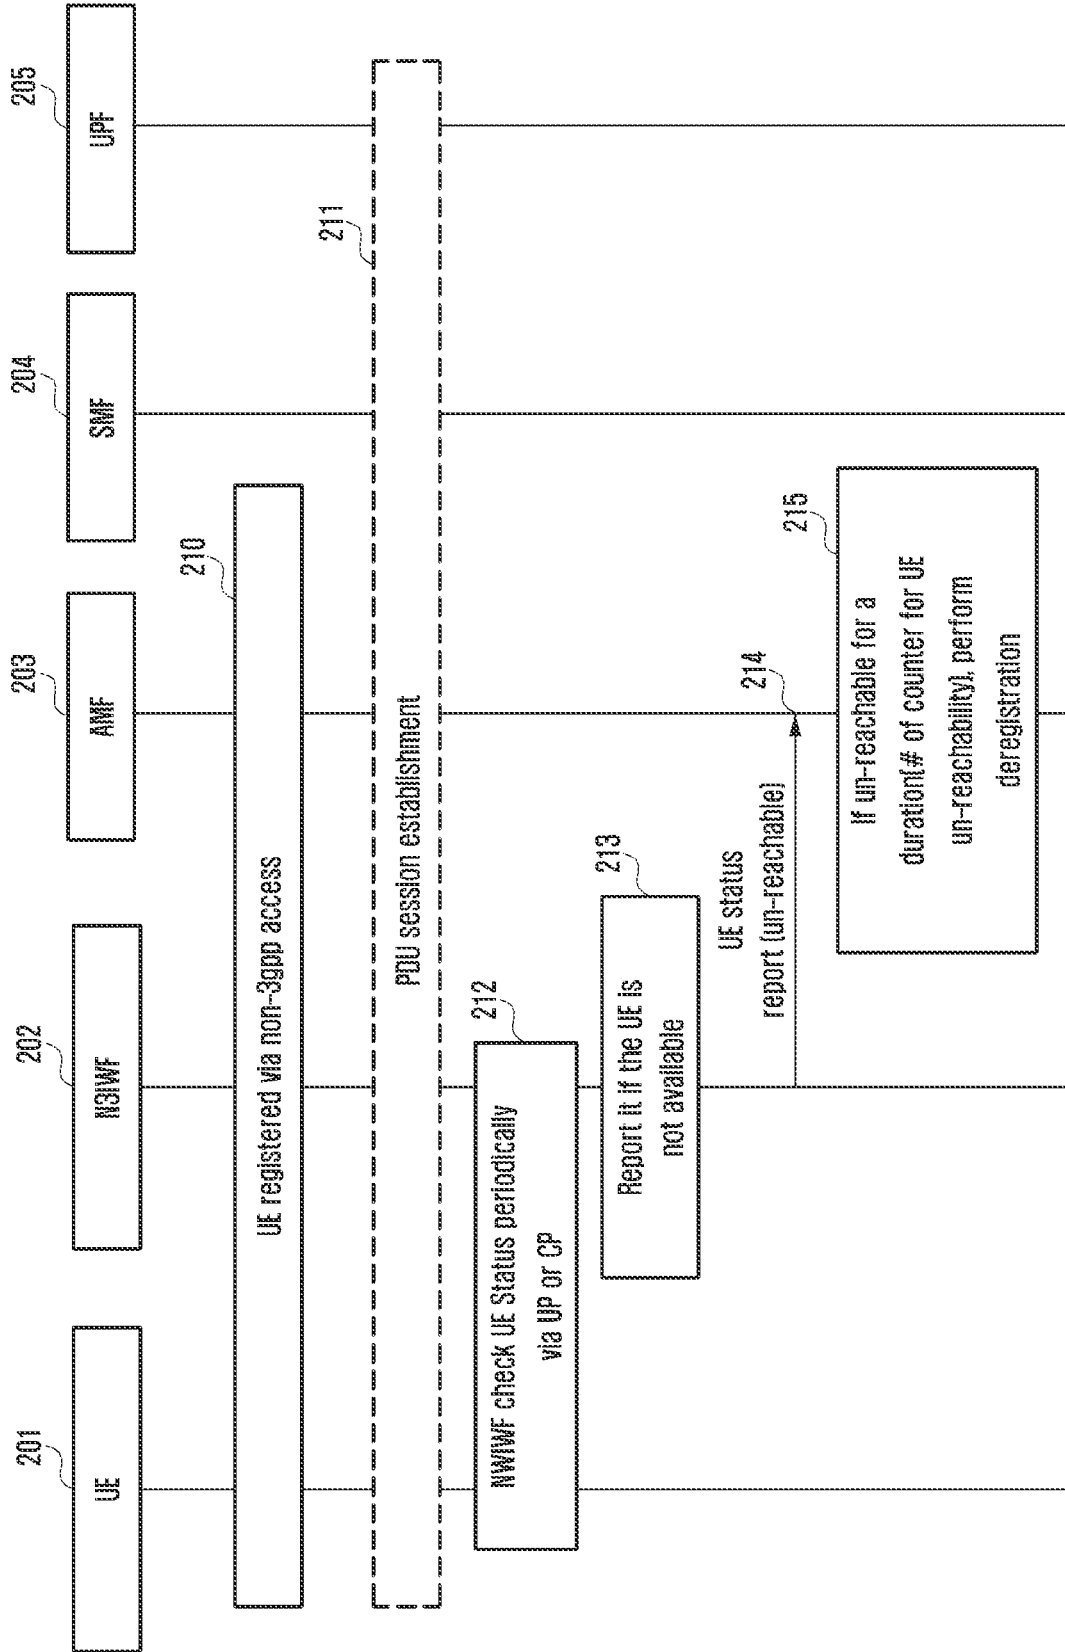 201
202
203
204
205
UE
N3IWF
AMF
SMF
UPF
210
UE registered via non-3gpp access
211
PDU session establishment
212
NWIWF check UE Status periodically
via UP or CP
213
Report it if the UE is
not available
UE status
report (un-reachable)
214
215
If un-reachable for a
duration(# of counter for UE
un-reachability), perform
deregistration